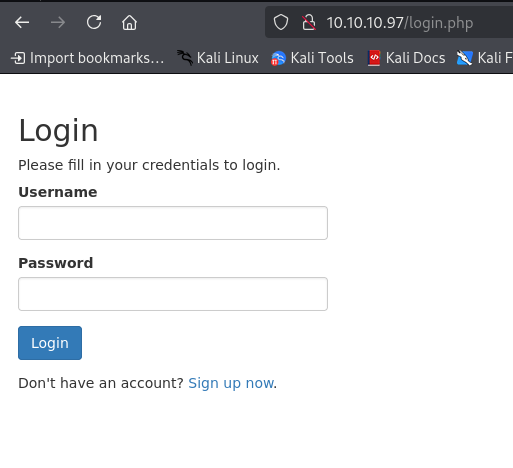 10.10.10.97/login.php
Import bookmarks... Kali Linux Kali Tools Kali Docs Kali F
Login
Please fill in your credentials to login.
Username
Password
Login
Don't have an account? Sign up now.